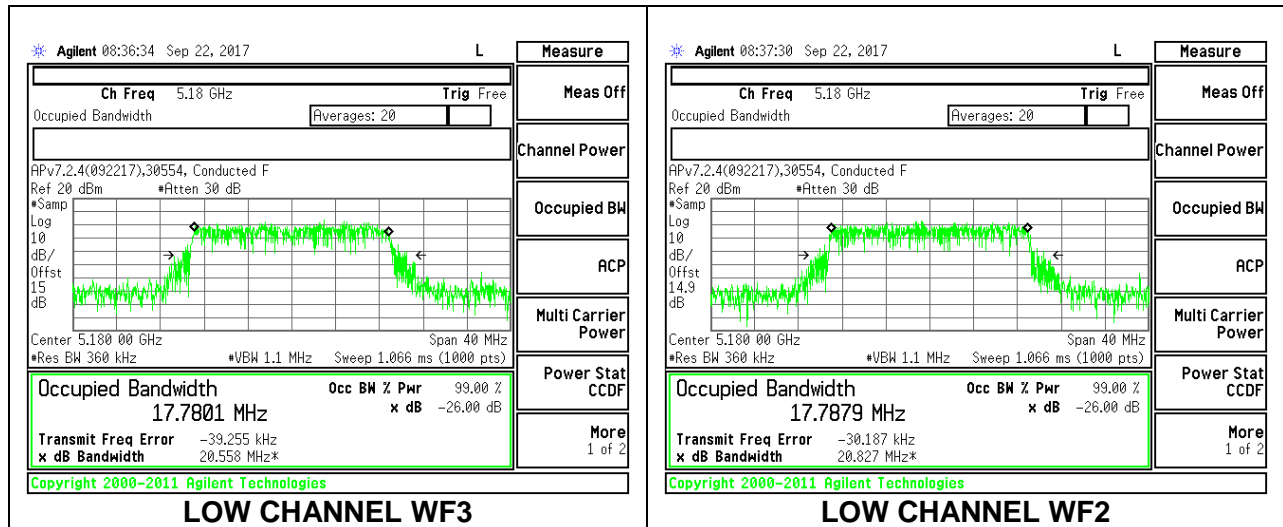 Agilent 08:36:34 Sep 22, 2017 L
Measure
Ch Freq 5.18 GHz Trig Free
Occupied Bandwidth Averages: 20
APv7.2.4(092217),30554, Conducted F
Ref 20 dBm #Atten 30 dB
#Samp
Log
10
dB/
Offst
15
dB
Center 5.180 00 GHz Span 40 MHz
#Res BW 360 kHz #VBW 1.1 MHz Sweep 1.066 ms (1000 pts)
Occupied Bandwidth Occ BW % Pwr 99.00 %
17.7801 MHz x dB -26.00 dB
Transmit Freq Error -39.255 kHz
x dB Bandwidth 20.558 MHz*
Copyright 2000-2011 Agilent Technologies
Meas Off
Channel Power
Occupied BW
ACP
Multi Carrier
Power
Power Stat
CCDF
More
1 of 2
LOW CHANNEL WF3
Agilent 08:37:30 Sep 22, 2017 L
Measure
Ch Freq 5.18 GHz Trig Free
Occupied Bandwidth Averages: 20
APv7.2.4(092217),30554, Conducted F
Ref 20 dBm #Atten 30 dB
#Samp
Log
10
dB/
Offst
14.9
dB
Center 5.180 00 GHz Span 40 MHz
#Res BW 360 kHz #VBW 1.1 MHz Sweep 1.066 ms (1000 pts)
Occupied Bandwidth Occ BW % Pwr 99.00 %
17.7879 MHz x dB -26.00 dB
Transmit Freq Error -30.187 kHz
x dB Bandwidth 20.827 MHz*
Copyright 2000-2011 Agilent Technologies
Meas Off
Channel Power
Occupied BW
ACP
Multi Carrier
Power
Power Stat
CCDF
More
1 of 2
LOW CHANNEL WF2